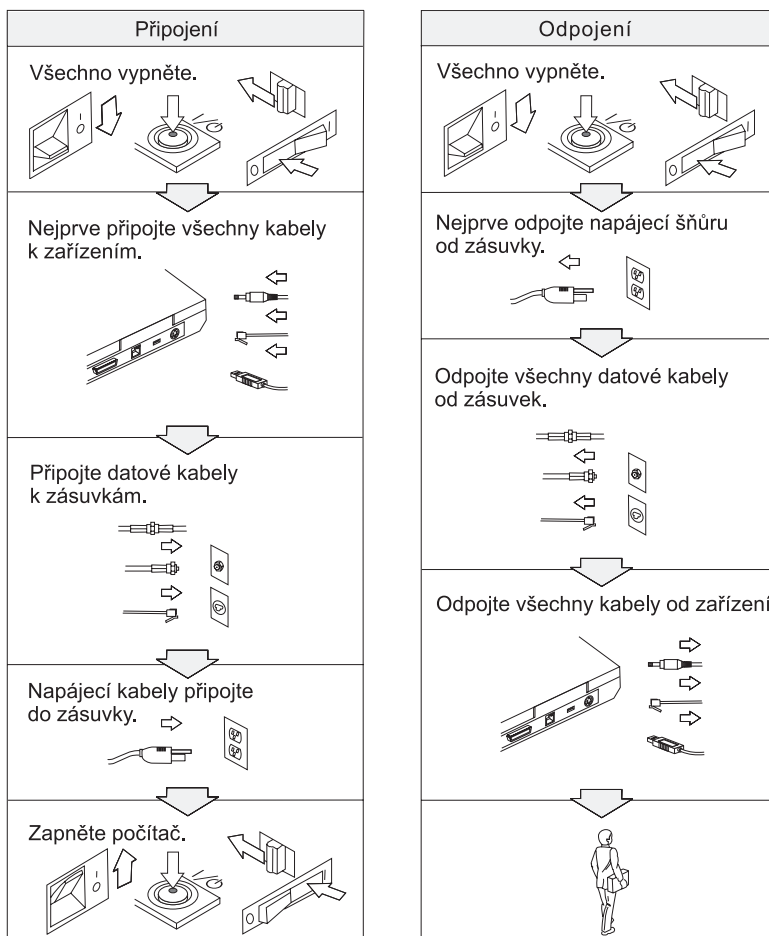 Připojení
Všechno vypněte.
Nejprve připojte všechny kabely
k zařízením.
Připojte datové kabely
k zásuvkám.
Napájecí kabely připojte
do zásuvky.
Zapněte počítač.
Odpojení
Všechno vypněte.
Nejprve odpojte napájecí šňůru
od zásuvky.
Odpojte všechny datové kabely
od zásuvek.
Odpojte všechny kabely od zařízení